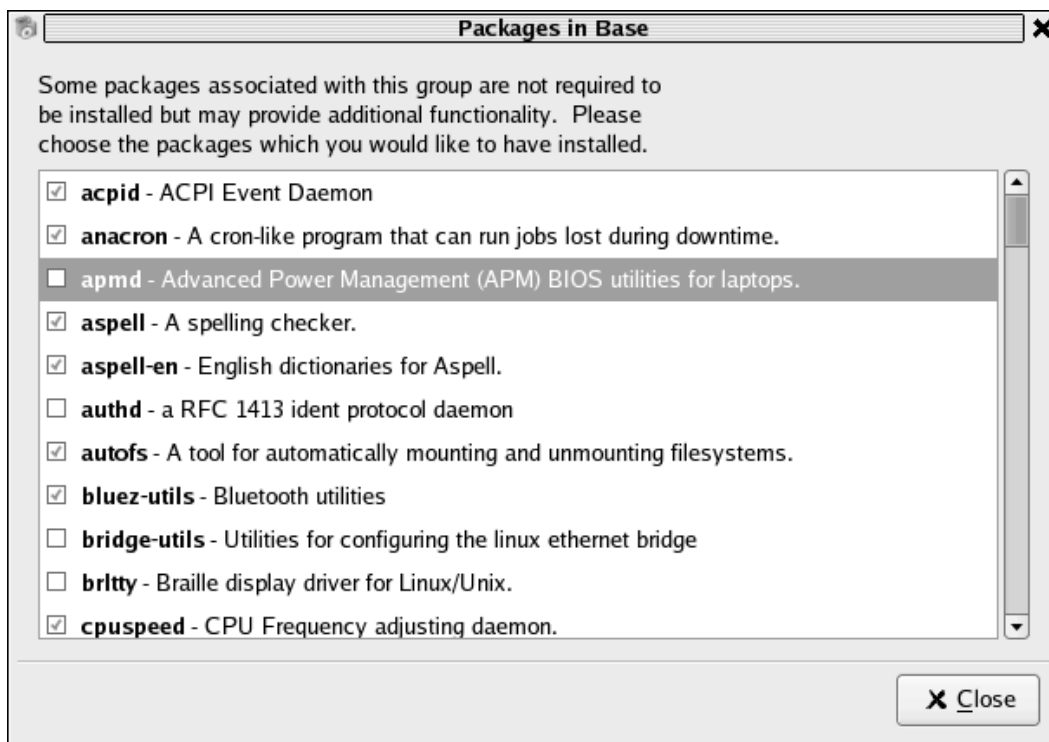 Packages in Base
Some packages associated with this group are not required to
be installed but may provide additional functionality.  Please
choose the packages which you would like to have installed.
acpid - ACPI Event Daemon
anacron - A cron-like program that can run jobs lost during downtime.
apmd - Advanced Power Management (APM) BIOS utilities for laptops.
aspell - A spelling checker.
aspell-en - English dictionaries for Aspell.
authd - a RFC 1413 ident protocol daemon
autofs - A tool for automatically mounting and unmounting filesystems.
bluez-utils - Bluetooth utilities
bridge-utils - Utilities for configuring the linux ethernet bridge
brltty - Braille display driver for Linux/Unix.
cpuspeed - CPU Frequency adjusting daemon.
Close